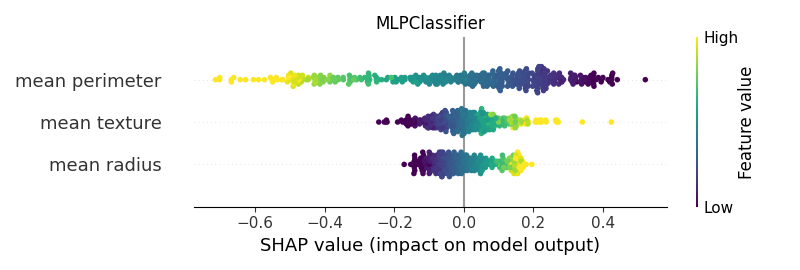 MLPClassifier
High
mean perimeter
mean texture
mean radius
Feature value
Low
−0.6 −0.4 −0.2 0.0 0.2 0.4
SHAP value (impact on model output)